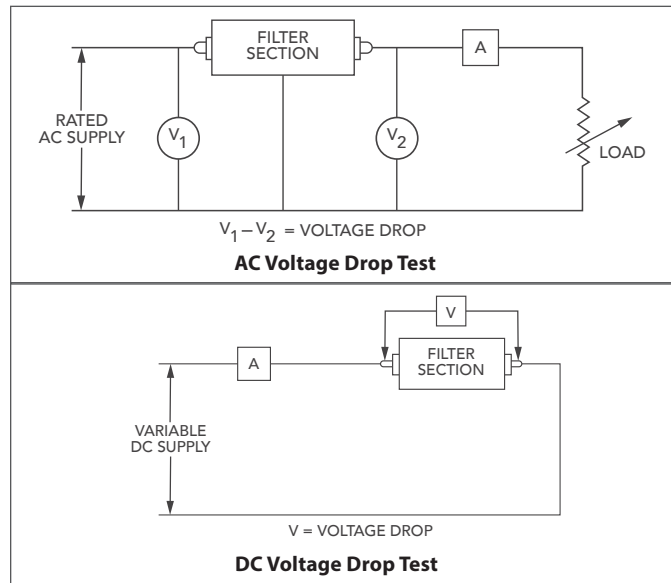 FILTER
SECTION
A
RATED
AC SUPPLY
V1
V2
LOAD
V1 – V2 = VOLTAGE DROP
AC Voltage Drop Test
V
A
FILTER
SECTION
VARIABLE
DC SUPPLY
V = VOLTAGE DROP
DC Voltage Drop Test